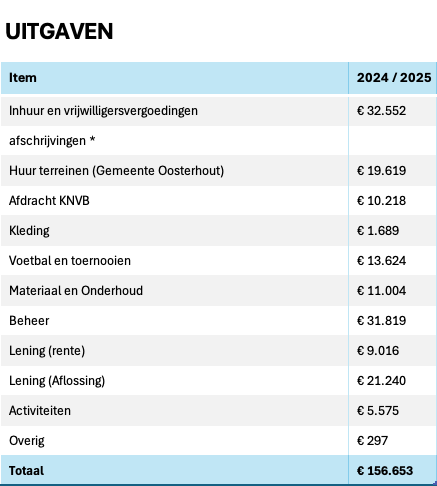 UITGAVEN
Item 2024 / 2025
Inhuur en vrijwilligersvergoedingen € 32.552
afschrijvingen *
Huur terreinen (Gemeente Oosterhout) € 19.619
Afdracht KNVB € 10.218
Kleding € 1.689
Voetbal en toernooien € 13.624
Materiaal en Onderhoud € 11.004
Beheer € 31.819
Lening (rente) € 9.016
Lening (Aflossing) € 21.240
Activiteiten € 5.575
Overig € 297
Totaal € 156.653